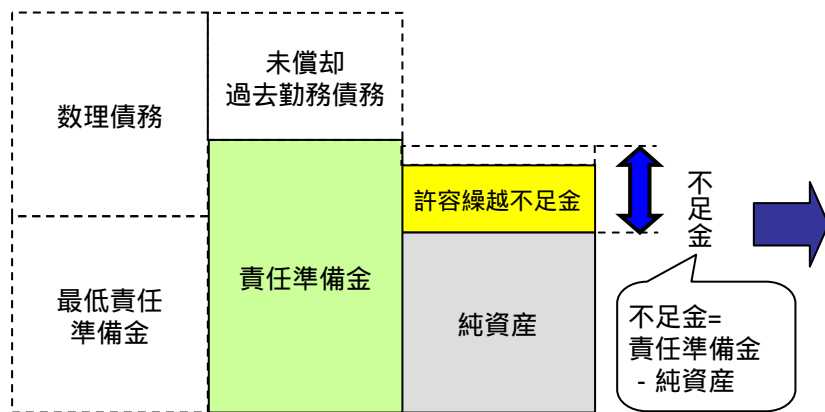 数理債務
最低責任
準備金
未償却
過去勤務債務
責任準備金
許容繰越不足金
純資産
不足金
不足金=
責任準備金
- 純資産